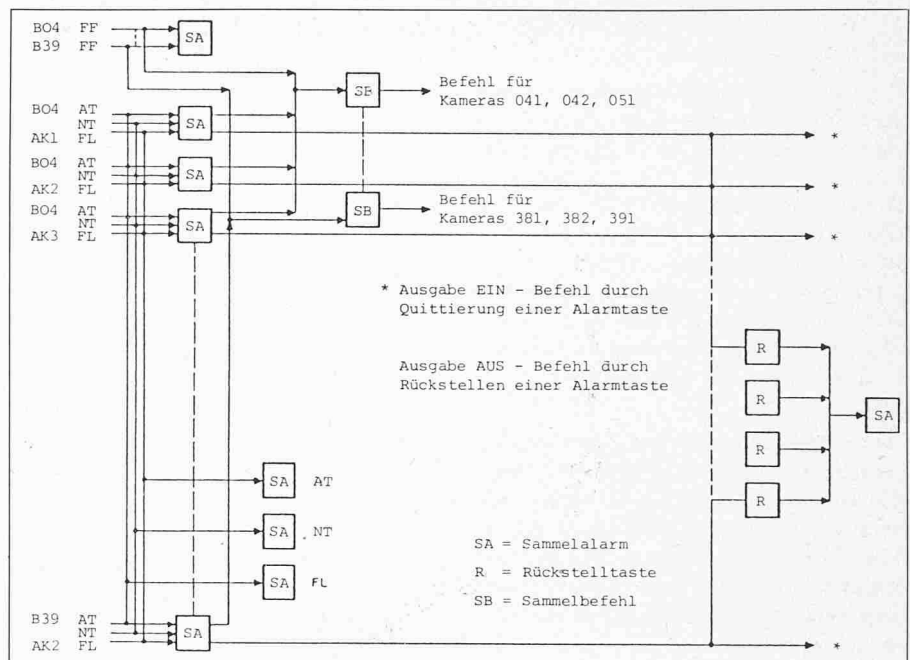 BO4 FF
B39 FF
SA
SB
Befehl für
Kameras 041, 042, 051
BO4 AT
NT
AK1 FL
SA
*
BO4 AT
NT
AK2 FL
SA
*
BO4 AT
NT
AK3 FL
SA
SB
Befehl für
Kameras 381, 382, 391
*
* Ausgabe EIN - Befehl durch
Quittierung einer Alarmtaste
Ausgabe AUS - Befehl durch
Rückstellen einer Alarmtaste
R
R
SA
R
R
SA AT
SA NT
SA FL
SA = Sammelalarm
R = Rückstelltaste
SB = Sammelbefehl
B39 AT
NT
AK2 FL
SA
*